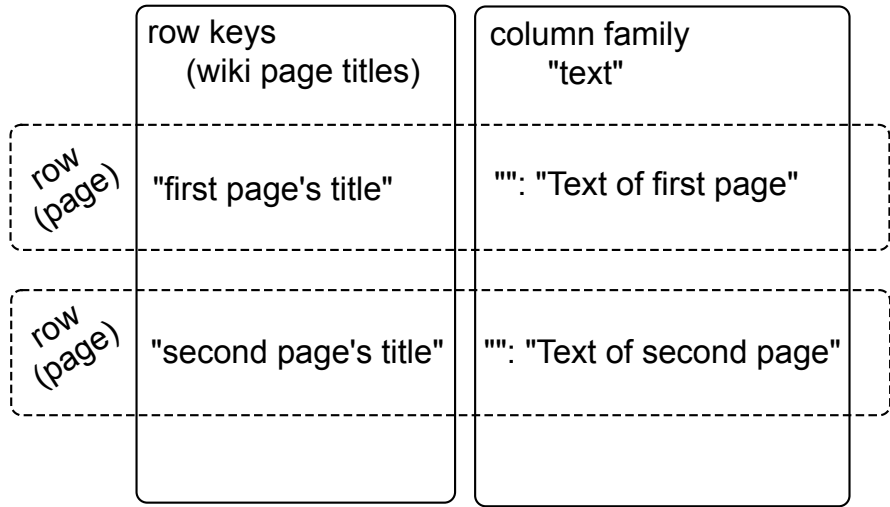 row keys
(wiki page titles)
column family
"text"
row
(page)
"first page's title"
"": "Text of first page"
row
(page)
"second page's title"
"": "Text of second page"